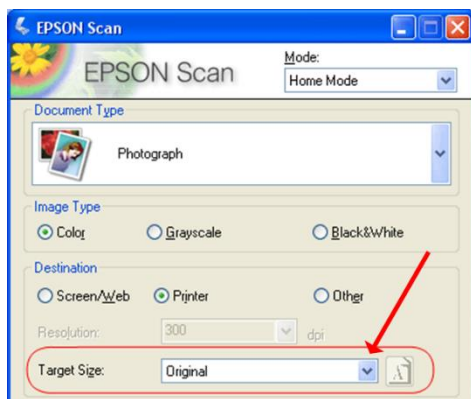 EPSON Scan
EPSON Scan
Mode:
Home Mode
Document Type
Photograph
Image Type
Color
Grayscale
Black&White
Destination
Screen/Web
Printer
Other
Resolution:
300
dpi
Target Size:
Original
A